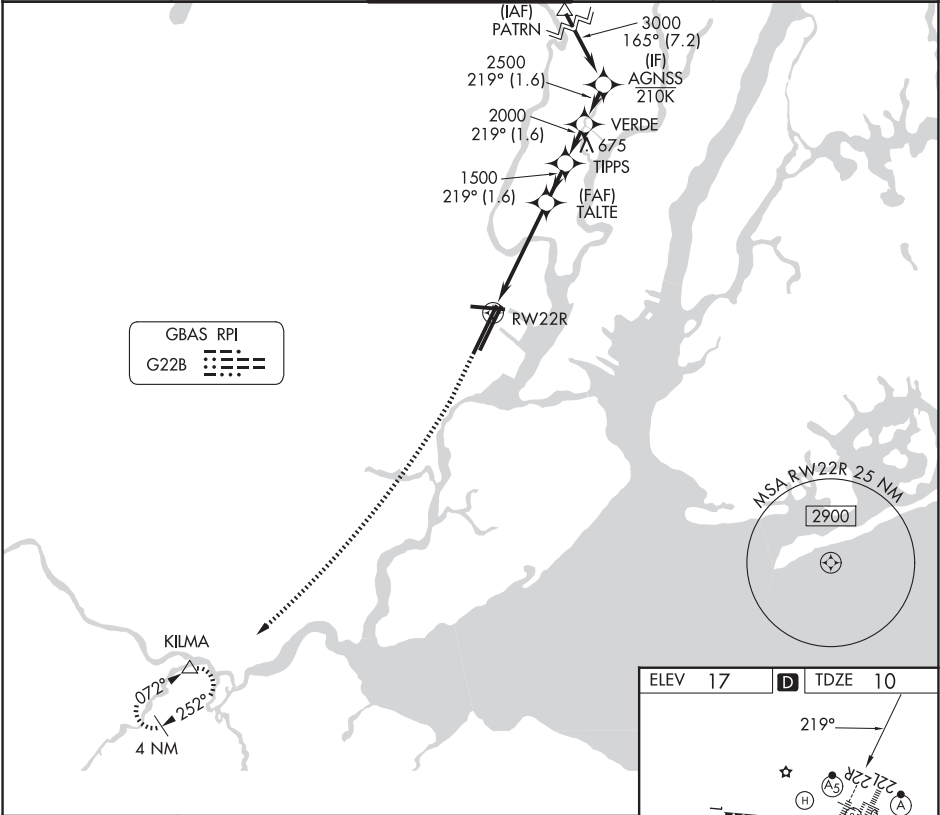 (IAF)
PATRN
3000
165° (7.2)
(IF)
AGNSS
210K
2500
219° (1.6)
2000
219° (1.6)
VERDE
675
TIPPS
1500
219° (1.6)
(FAF)
TALTE
RW22R
GBAS RPI
G22B
MSA RW22R 25 NM
2900
KILMA
072°
252°
4 NM
ELEV 17
D
TDZE 10
219°
22R
22L
A5
H
A